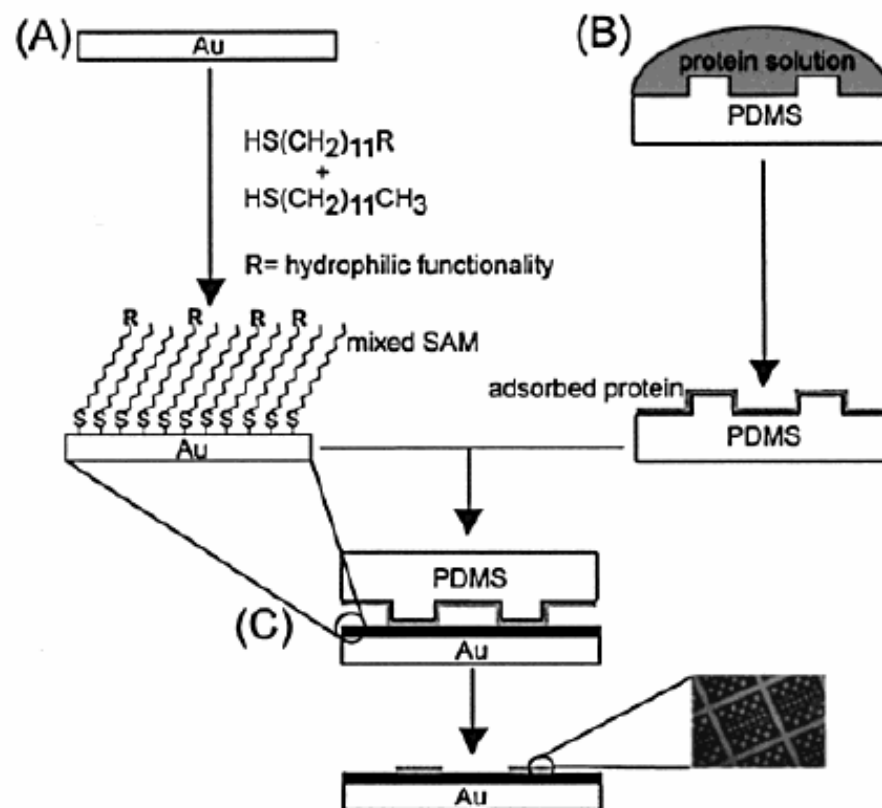 (A)
Au
HS(CH2)11R
+
HS(CH2)11CH3
R= hydrophilic functionality
R R R R
mixed SAM
S S S S S S S S S S S
Au
(B)
protein solution
PDMS
adsorbed protein
PDMS
PDMS
(C)
Au
Au